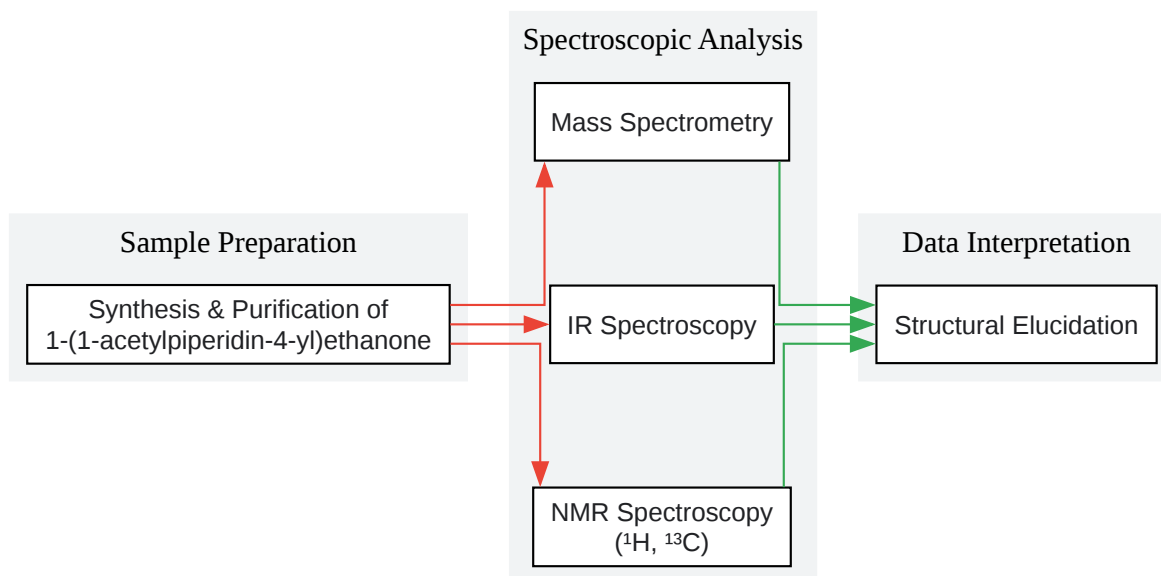 Spectroscopic Analysis
Mass Spectrometry
Sample Preparation
Synthesis & Purification of
1-(1-acetylpiperidin-4-yl)ethanone
IR Spectroscopy
Data Interpretation
Structural Elucidation
NMR Spectroscopy
(¹H, ¹³C)